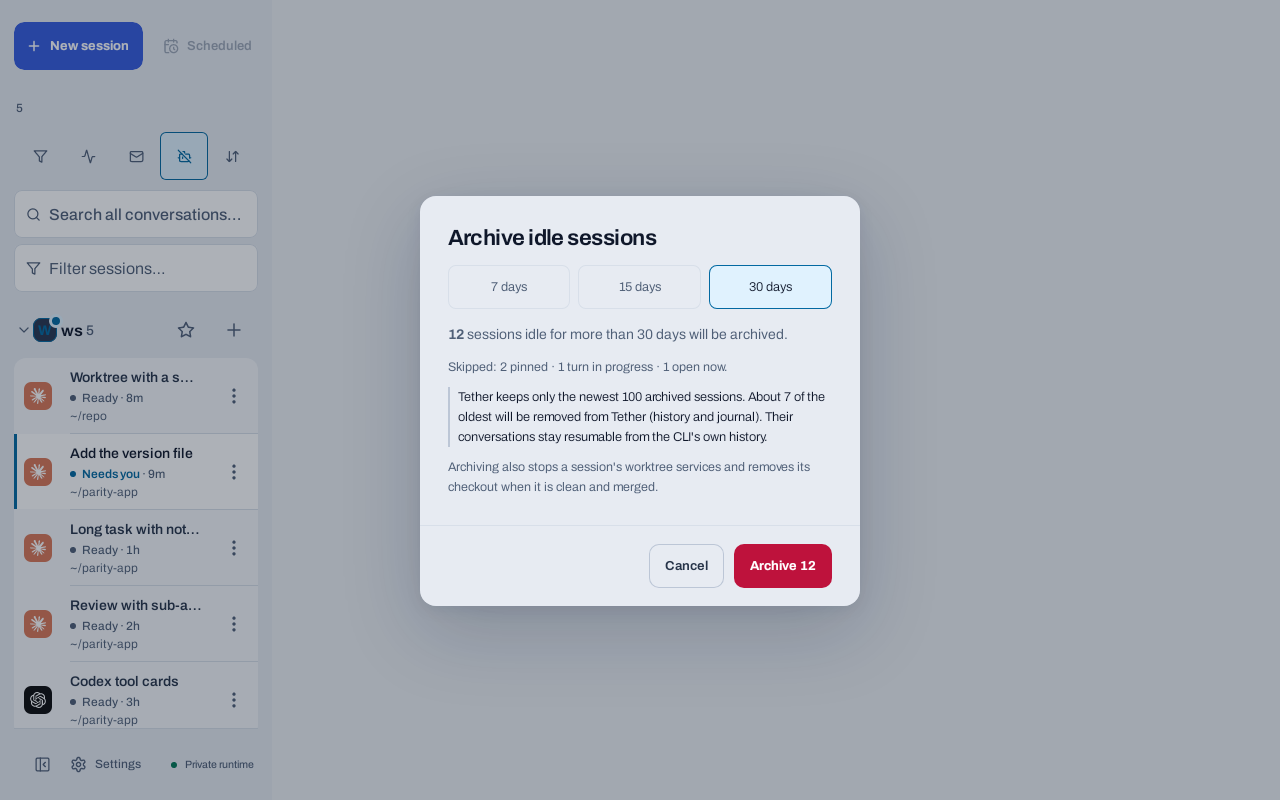 New session
Scheduled
5
Search all conversations...
Filter sessions...
W ws 5
Worktree with a s...
Ready · 8m
~/repo
Add the version file
Needs you · 9m
~/parity-app
Long task with not...
Ready · 1h
~/parity-app
Review with sub-a...
Ready · 2h
~/parity-app
Codex tool cards
Ready · 3h
~/parity-app
Settings
Private runtime
Archive idle sessions
7 days
15 days
30 days
12 sessions idle for more than 30 days will be archived.
Skipped: 2 pinned · 1 turn in progress · 1 open now.
Tether keeps only the newest 100 archived sessions. About 7 of the
oldest will be removed from Tether (history and journal). Their
conversations stay resumable from the CLI's own history.
Archiving also stops a session's worktree services and removes its
checkout when it is clean and merged.
Cancel
Archive 12